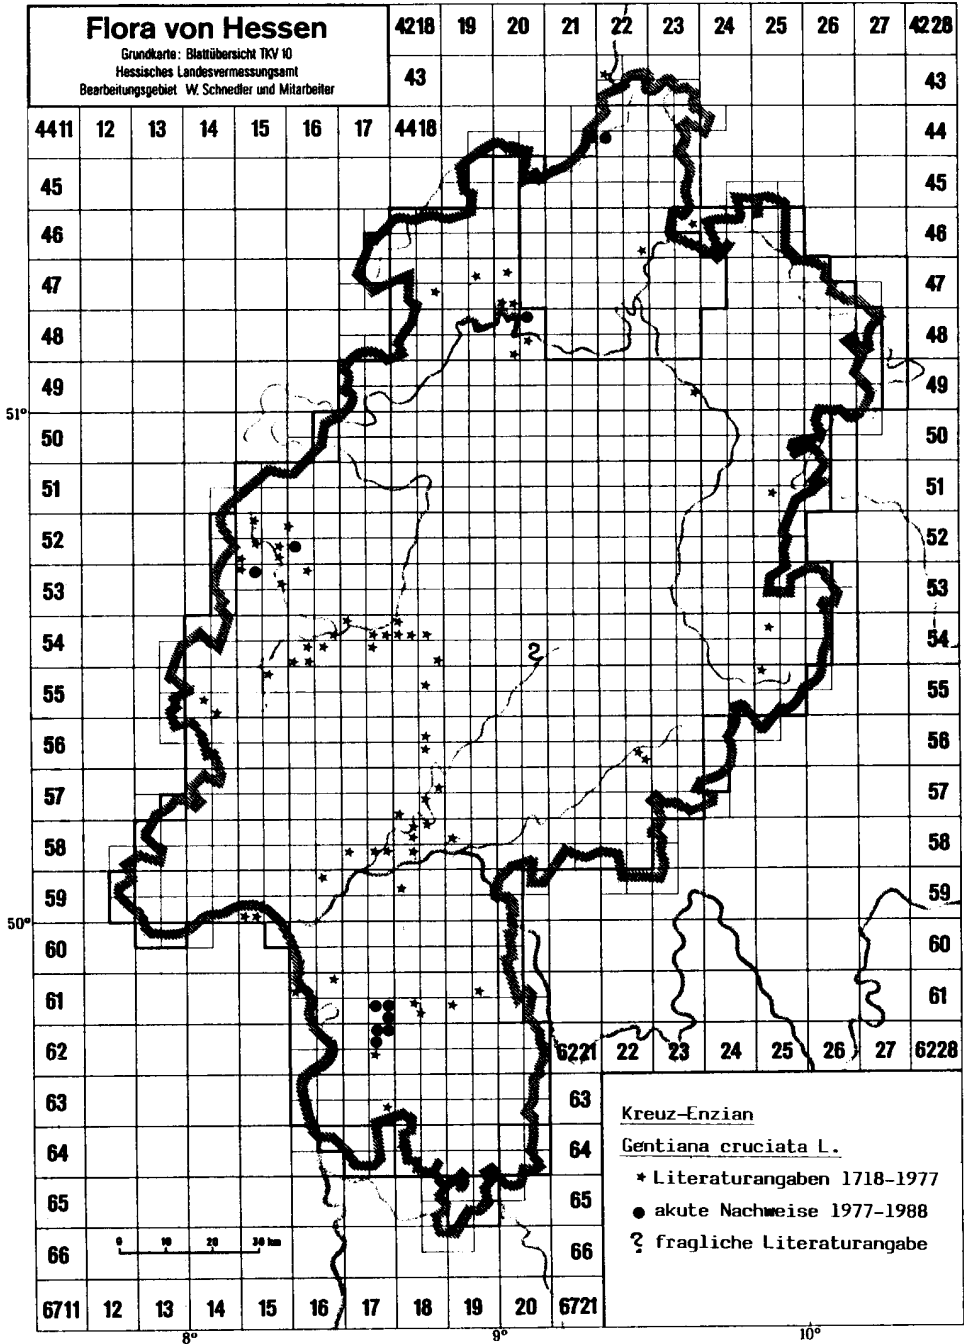 Flora von Hessen
Grundkarte: Blattübersicht TKV 10
Hessisches Landesvermessungsamt
Bearbeitungsgebiet W. Schnedler und Mitarbeiter
4218 19 20 21 22 23 24 25 26 27 4228
43 43
4411 12 13 14 15 16 17 4418 44
45 45
46 46
47 47
48 48
49 49
51°
50 50
51 51
52 52
53 53
54 54
?
55 55
56 56
57 57
58 58
59 59
50°
60 60
61 61
62 6221 22 23 24 25 26 27 6228
63 63
64 64
65 65
66 66
6711 12 13 14 15 16 17 18 19 20 6721
8° 9° 10°
0 10 20 30 km
Kreuz-Enzian
Gentiana cruciata L.
★ Literaturangaben 1718-1977
● akute Nachweise 1977-1988
? fragliche Literaturangabe